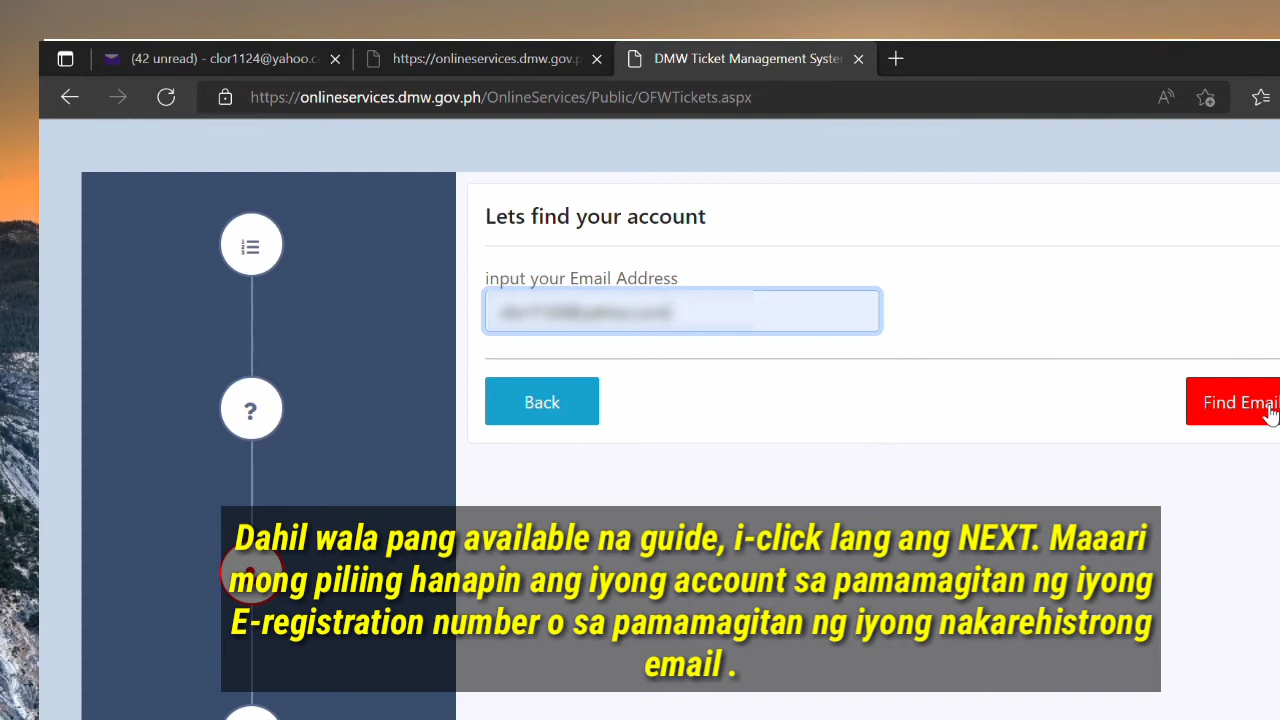 (42 unread) - clor1124@yahoo.c
https://onlineservices.dmw.gov.p
DMW Ticket Management Syste
https://onlineservices.dmw.gov.ph/OnlineServices/Public/OFWTickets.aspx
Lets find your account
input your Email Address
Back
Find Email
?
Dahil wala pang available na guide, i-click lang ang NEXT. Maaari
mong piliing hanapin ang iyong account sa pamamagitan ng iyong
E-registration number o sa pamamagitan ng iyong nakarehistrong
email .